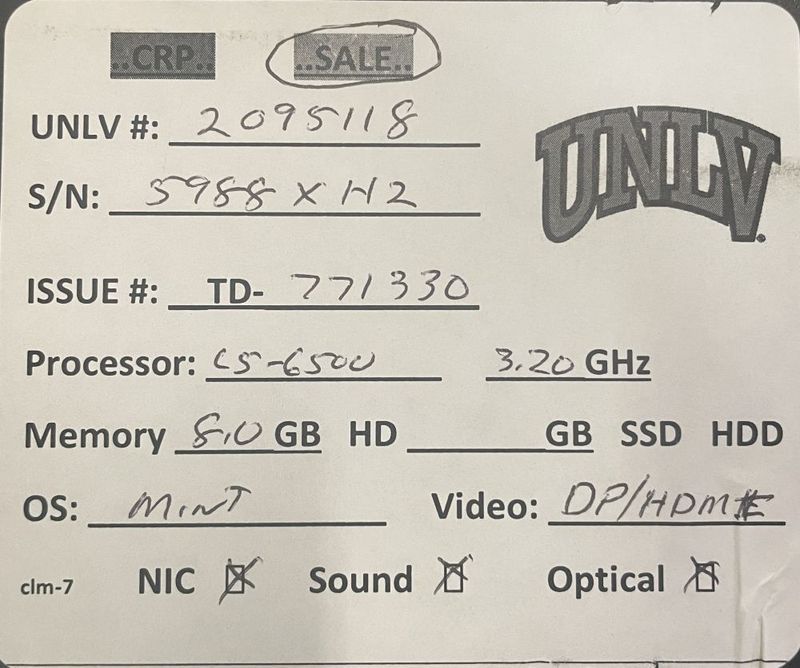 ..CRP.. ..SALE..
UNLV #: 2095118
UNLV
S/N: 5988XH2
ISSUE #: TD- 771330
Processor: i5-6500 3.20 GHz
Memory 8.0 GB HD GB SSD HDD
OS: MINT Video: DP/HDMI
clm-7 NIC Sound Optical